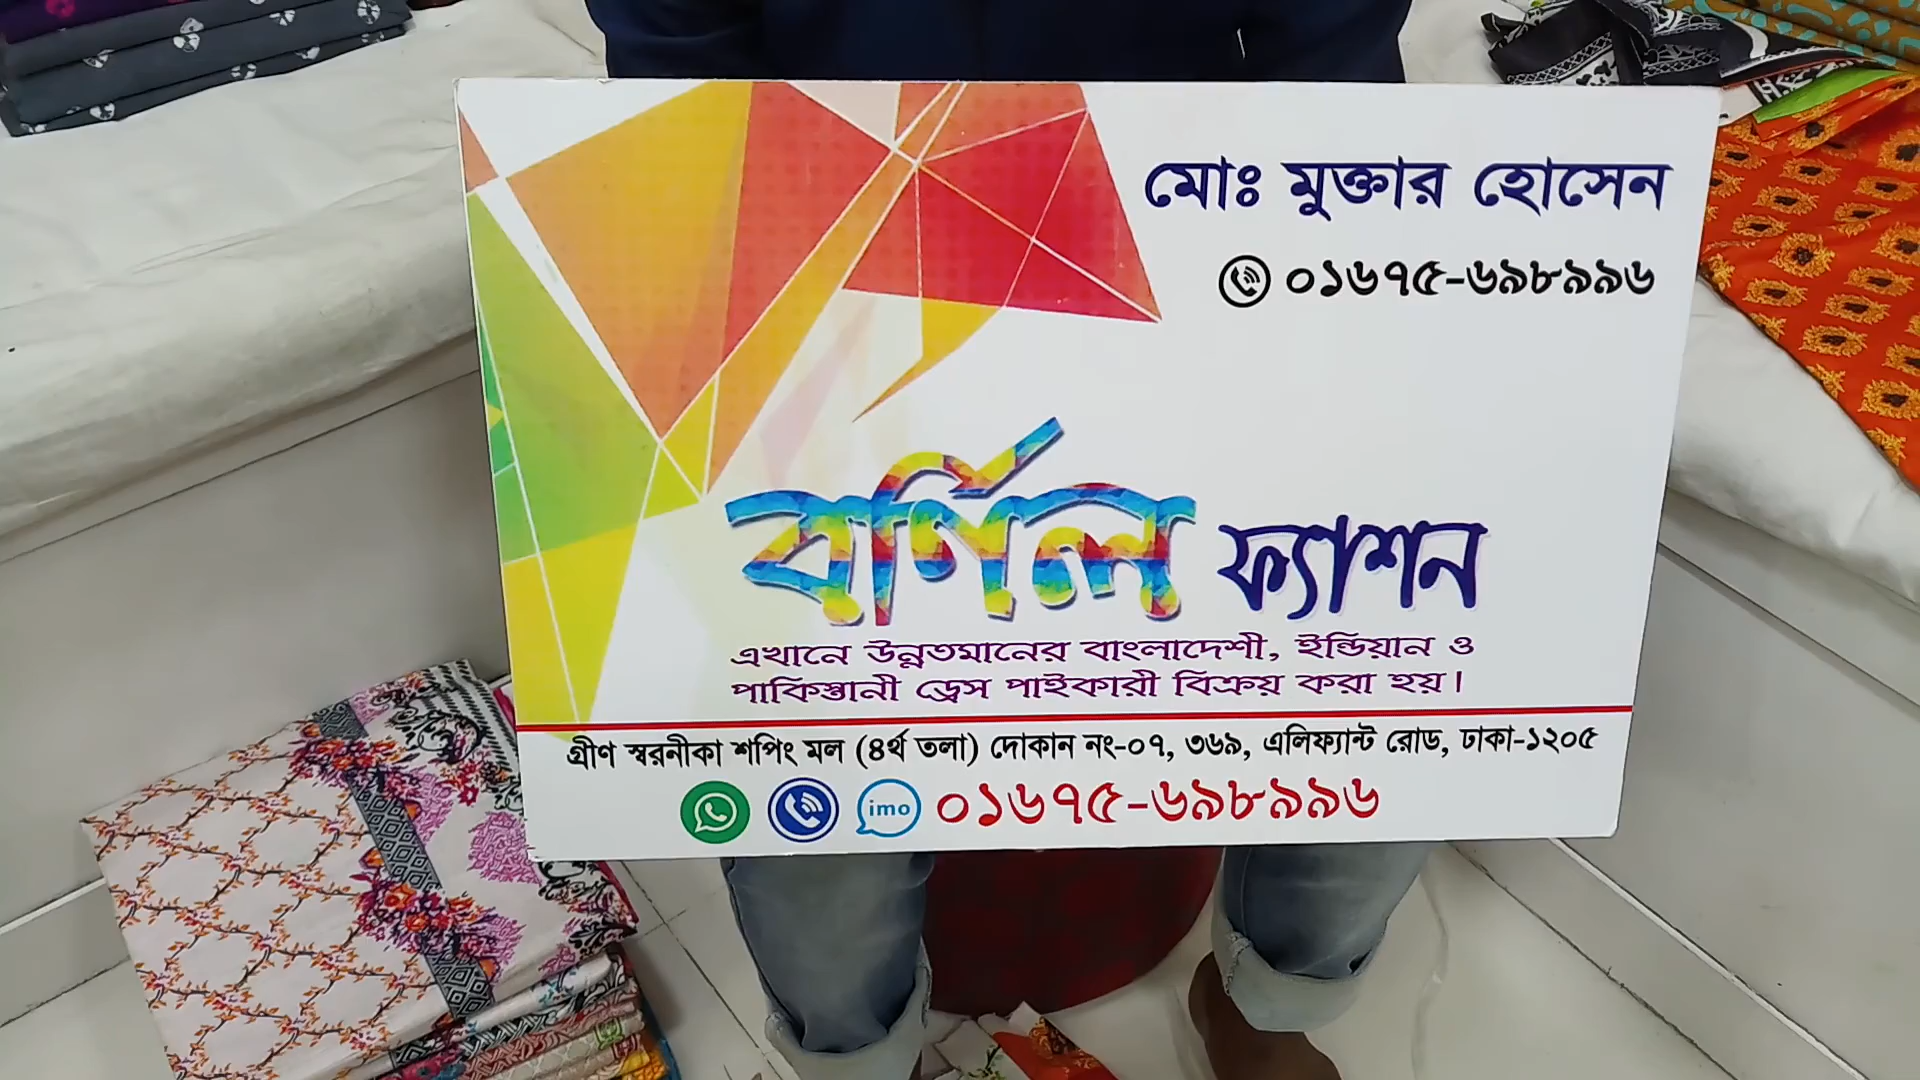 মোঃ মুক্তার হোসেন
০১৬৭৫-৬৯৮৯৯৬
বর্ণিল ফ্যাশন
এখানে উন্নতমানের বাংলাদেশী, ইন্ডিয়ান ও
পাকিস্তানী ড্রেস পাইকারী বিক্রয় করা হয়।
গ্রীণ স্বরনীকা শপিং মল (৪র্থ তলা) দোকান নং-০৭, ৩৬৯, এলিফ্যান্ট রোড, ঢাকা-১২০৫
imo ০১৬৭৫-৬৯৮৯৯৬